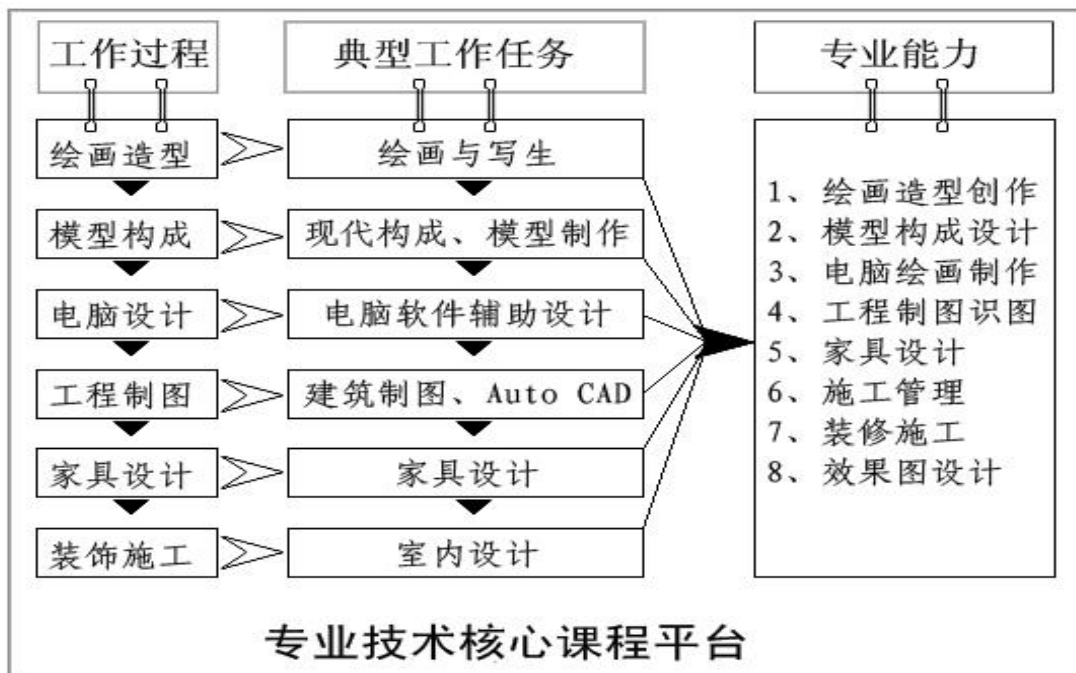 工作过程
典型工作任务
专业能力
绘画造型
绘画与写生
模型构成
现代构成、模型制作
电脑设计
电脑软件辅助设计
工程制图
建筑制图、Auto CAD
家具设计
家具设计
装饰施工
室内设计
1、绘画造型创作
2、模型构成设计
3、电脑绘画制作
4、工程制图识图
5、家具设计
6、施工管理
7、装修施工
8、效果图设计
专业技术核心课程平台